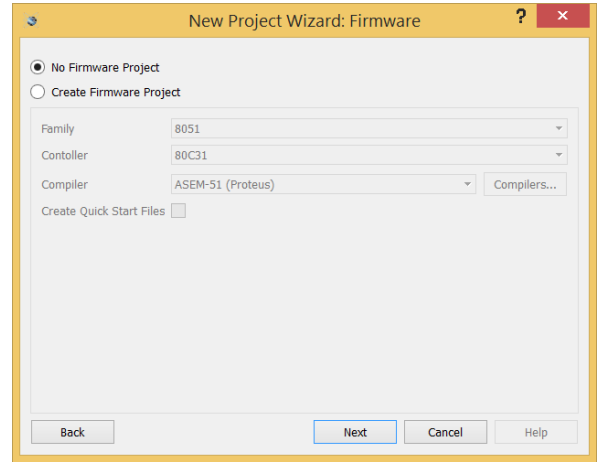 New Project Wizard: Firmware
No Firmware Project
Create Firmware Project
Family 8051
Contoller 80C31
Compiler ASEM-51 (Proteus) Compilers...
Create Quick Start Files
Back Next Cancel Help